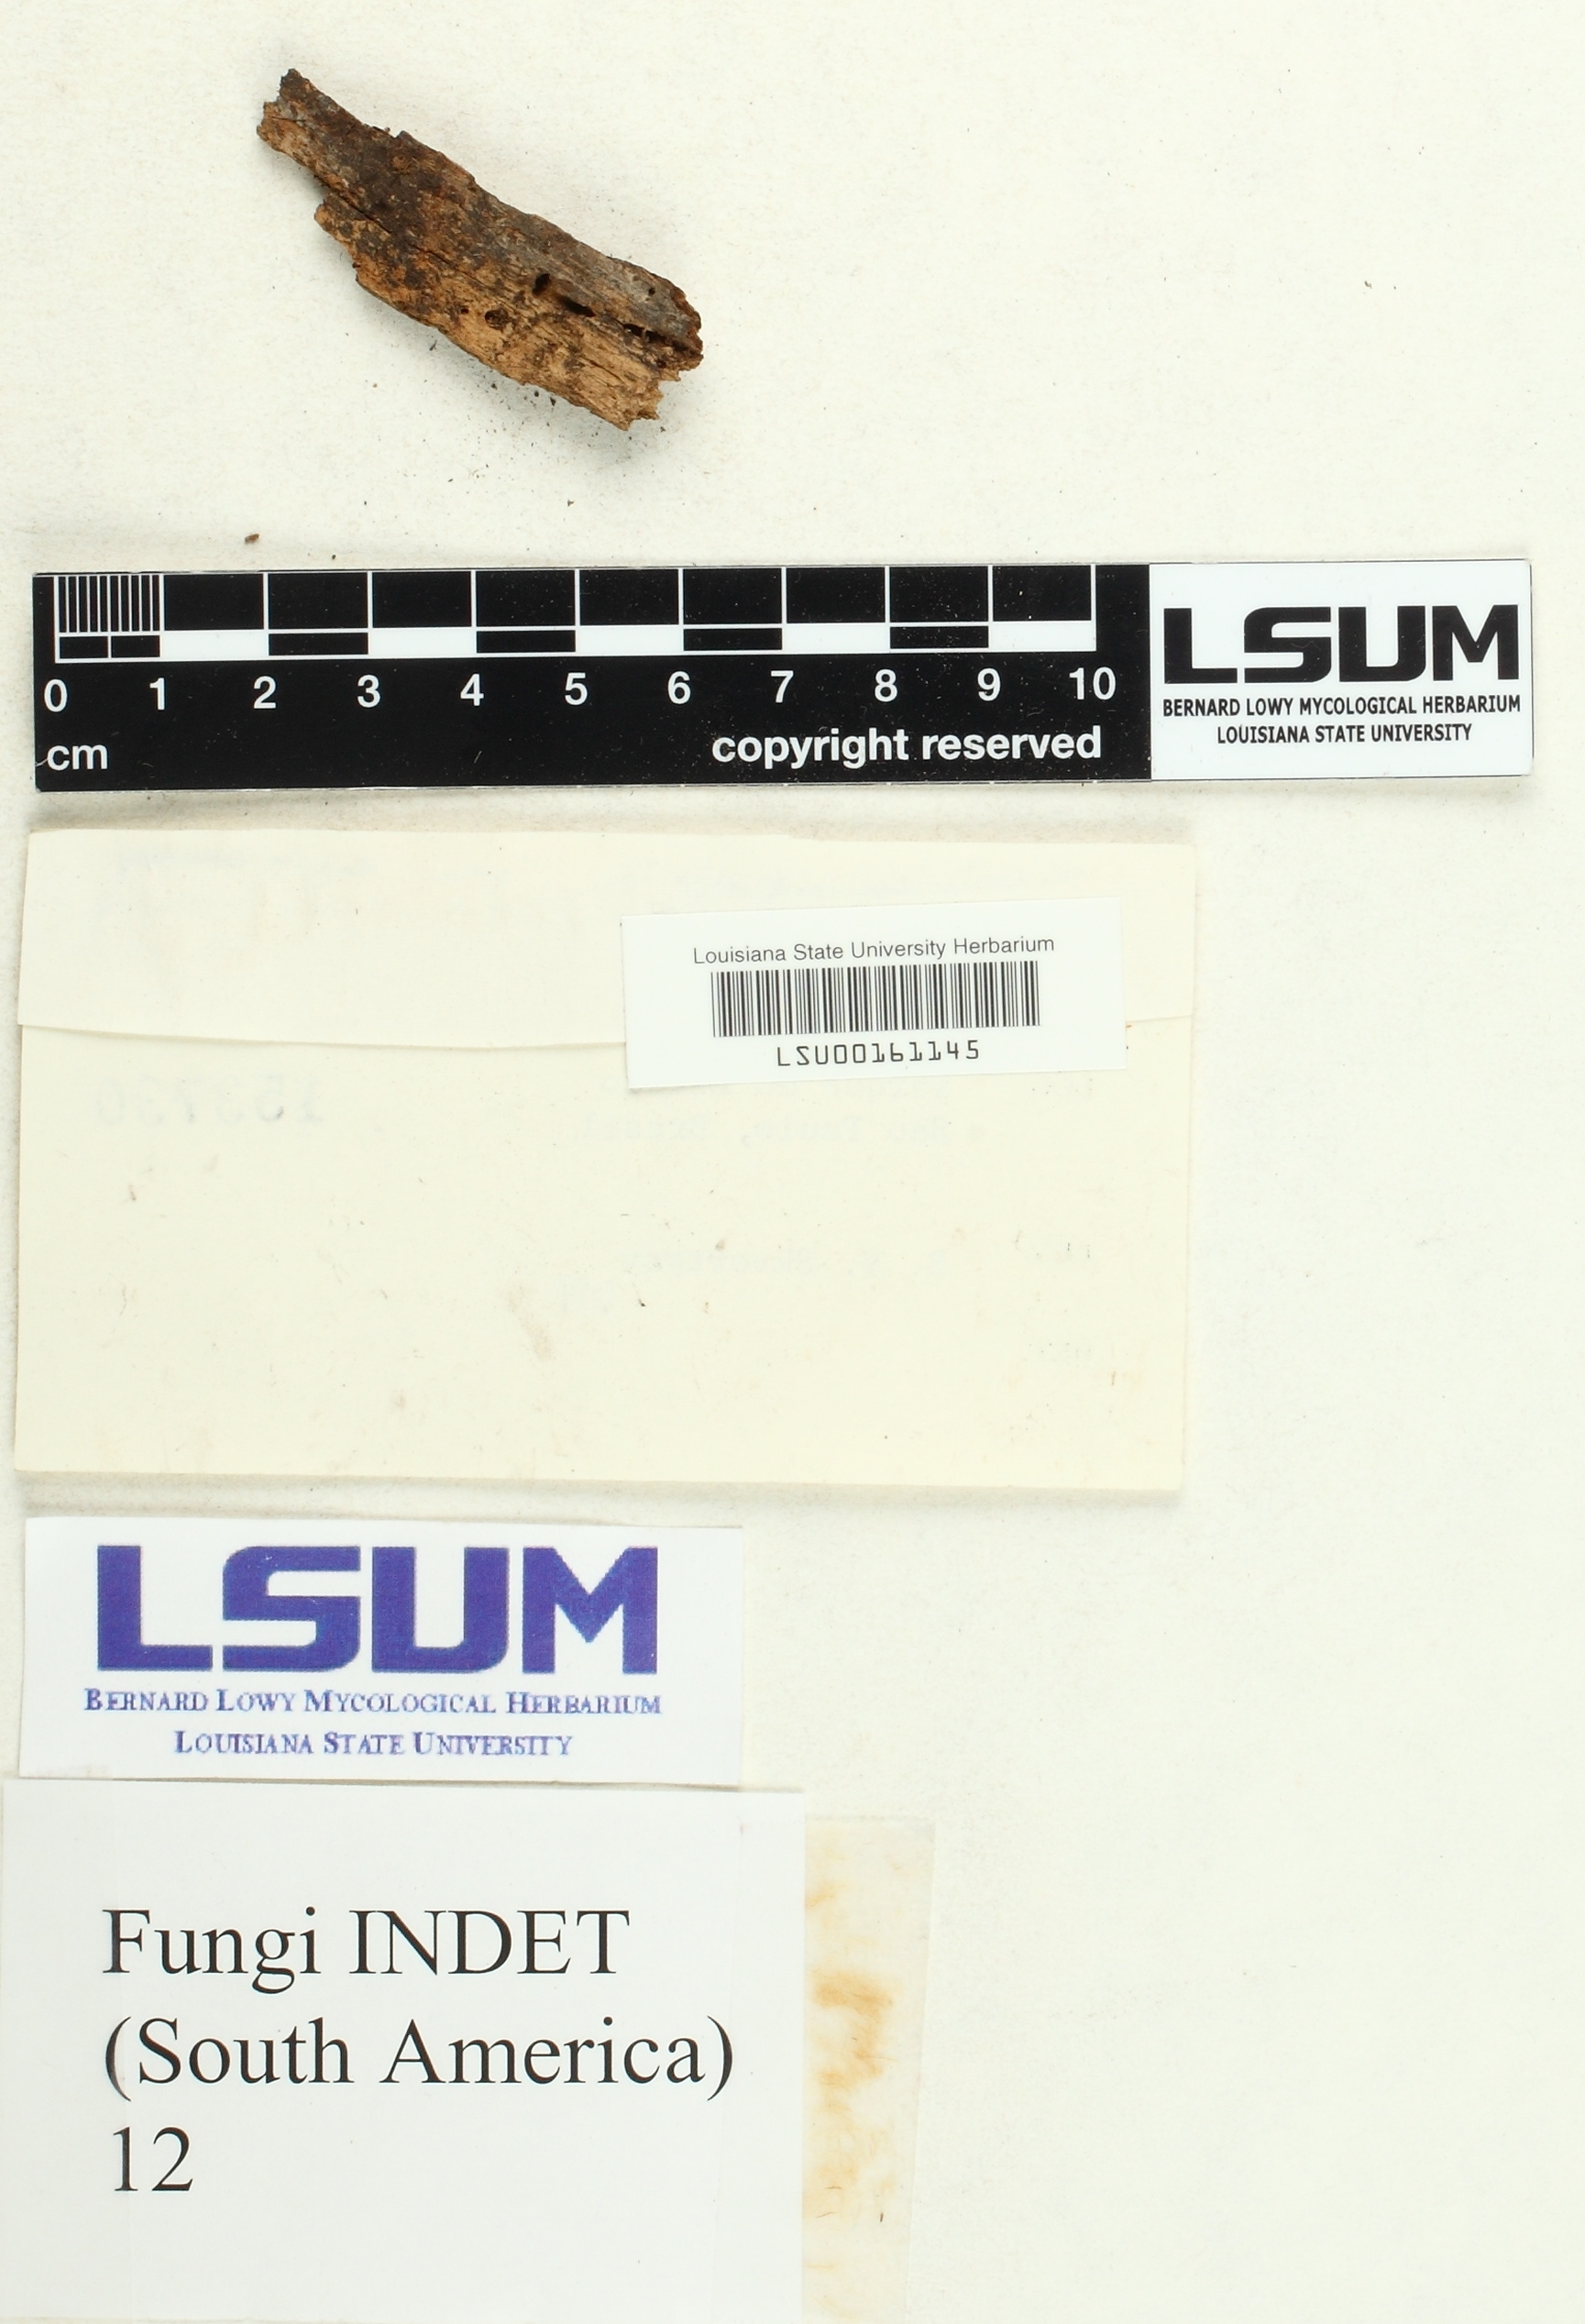 0 1 2 3 4 5 6 7 8 9 10
cm
copyright reserved
LSUM
BERNARD LOWY MYCOLOGICAL HERBARIUM
LOUISIANA STATE UNIVERSITY
Louisiana State University Herbarium
LSU00161145
LSUM
BERNARD LOWY MYCOLOGICAL HERBARIUM
LOUISIANA STATE UNIVERSITY
Fungi INDET
(South America)
12